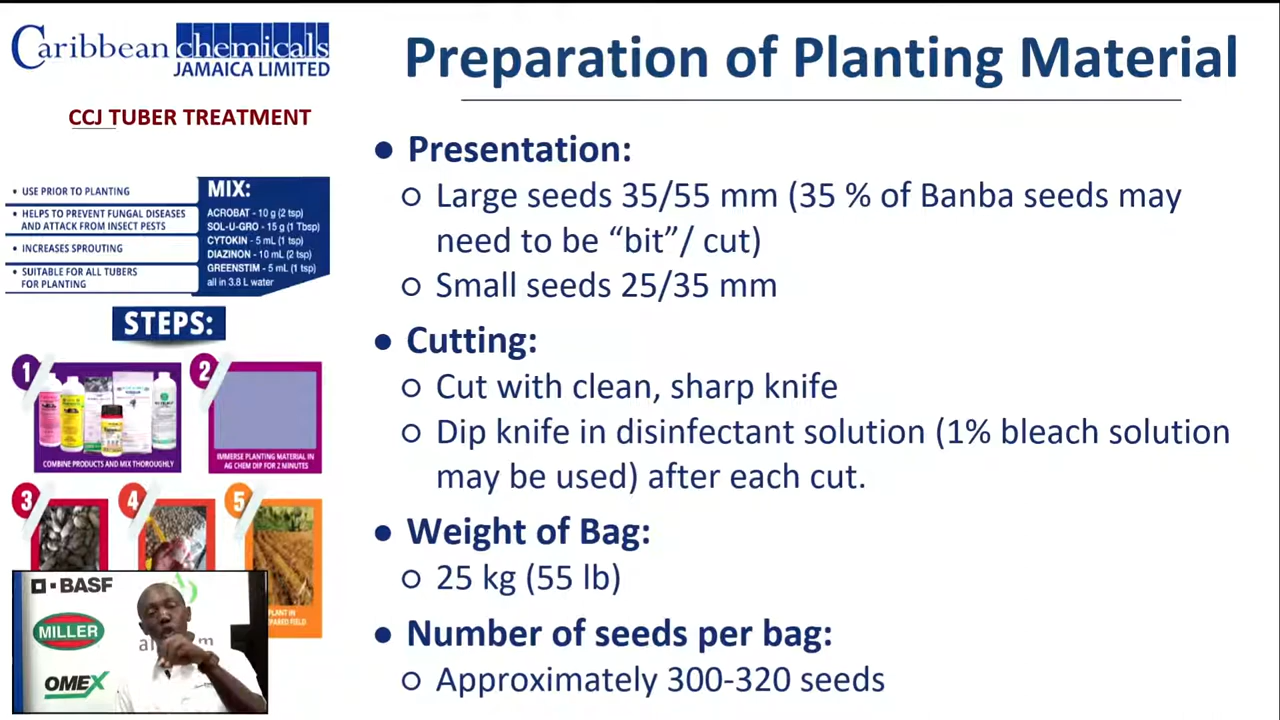 Caribbean chemicals
JAMAICA LIMITED
CCJ TUBER TREATMENT
• USE PRIOR TO PLANTING
• HELPS TO PREVENT FUNGAL DISEASES
AND ATTACK FROM INSECT PESTS
• INCREASES SPROUTING
• SUITABLE FOR ALL TUBERS
FOR PLANTING
MIX:
ACROBAT - 10 g (2 tsp)
SOL-U-GRO - 15 g (1 Tbsp)
CYTOKIN - 5 mL (1 tsp)
DIAZINON - 10 mL (2 tsp)
GREENSTIM - 5 mL (1 tsp)
all in 3.8 L water
STEPS:
1
COMBINE PRODUCTS AND MIX THOROUGHLY
2
IMMERSE PLANTING MATERIAL IN
AG CHEM DIP FOR 2 MINUTES
3
4
5
PLANT IN
BASF
MILLER
OMEX
Preparation of Planting Material
● Presentation:
○ Large seeds 35/55 mm (35 % of Banba seeds may
need to be “bit”/ cut)
○ Small seeds 25/35 mm
● Cutting:
○ Cut with clean, sharp knife
○ Dip knife in disinfectant solution (1% bleach solution
may be used) after each cut.
● Weight of Bag:
○ 25 kg (55 lb)
● Number of seeds per bag:
○ Approximately 300-320 seeds